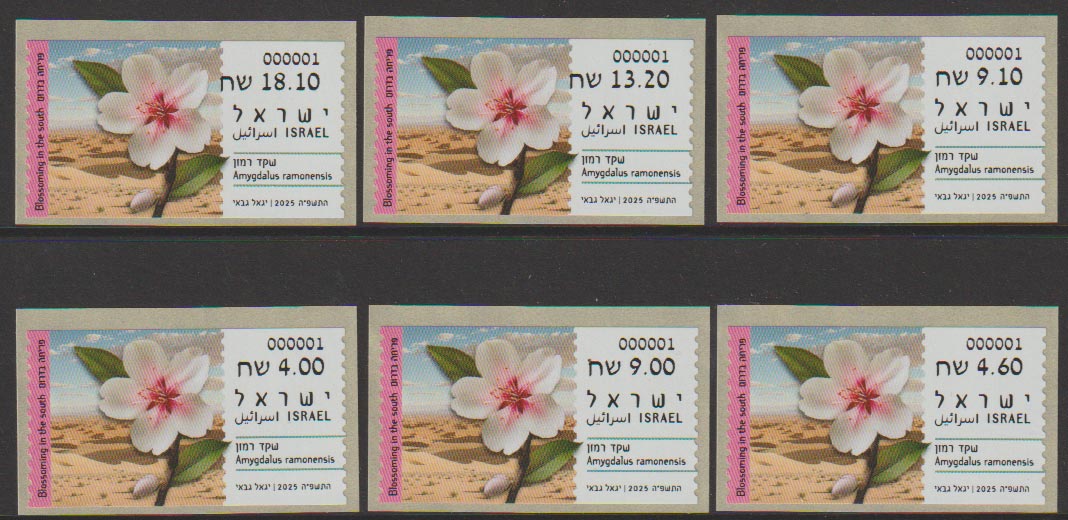 Blossoming in the south פריחה בדרום
000001
18.10 שח
ישראל
ISRAEL اسرائيل
שקד רמון
Amygdalus ramonensis
התשפ"ה | 2025 יגאל גבאי
Blossoming in the south פריחה בדרום
000001
13.20 שח
ישראל
ISRAEL اسرائيل
שקד רמון
Amygdalus ramonensis
התשפ"ה | 2025 יגאל גבאי
Blossoming in the south פריחה בדרום
000001
9.10 שח
ישראל
ISRAEL اسرائيل
שקד רמון
Amygdalus ramonensis
התשפ"ה | 2025 יגאל גבאי
Blossoming in the south פריחה בדרום
000001
4.00 שח
ישראל
ISRAEL اسرائيل
שקד רמון
Amygdalus ramonensis
התשפ"ה 2025 | יגאל גבאי
Blossoming in the south פריחה בדרום
000001
9.00 שח
ישראל
ISRAEL اسرائيل
שקד רמון
Amygdalus ramonensis
התשפ"ה 2025 | יגאל גבאי
Blossoming in the south פריחה בדרום
000001
4.60 שח
ישראל
ISRAEL اسرائيل
שקד רמון
Amygdalus ramonensis
התשפ"ה 2025 | יגאל גבאי